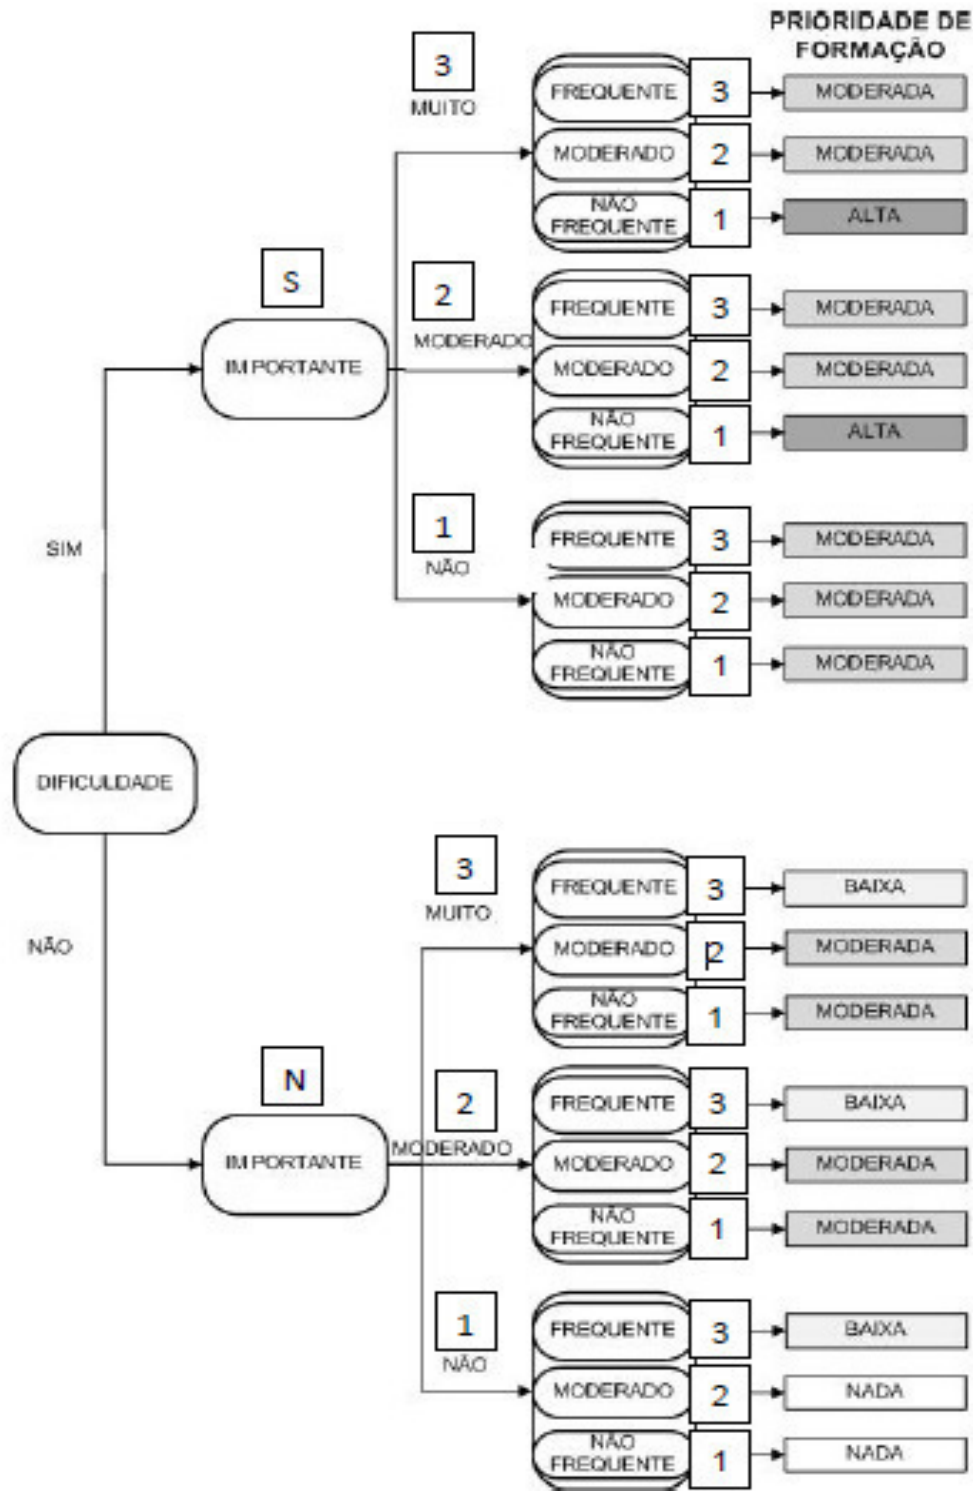 PRIORIDADE DE
FORMAÇÃO
3
MUITO
FREQUENTE 3 MODERADA
MODERADO 2 MODERADA
NÃO
FREQUENTE 1 ALTA
S
IMPORTANTE
2
MODERADO
FREQUENTE 3 MODERADA
MODERADO 2 MODERADA
NÃO
FREQUENTE 1 ALTA
SIM
1
NÃO
FREQUENTE 3 MODERADA
MODERADO 2 MODERADA
NÃO
FREQUENTE 1 MODERADA
DIFICULDADE
NÃO
3
MUITO
FREQUENTE 3 BAIXA
MODERADO 2 MODERADA
NÃO
FREQUENTE 1 MODERADA
N
IMPORTANTE
2
MODERADO
FREQUENTE 3 BAIXA
MODERADO 2 MODERADA
NÃO
FREQUENTE 1 MODERADA
1
NÃO
FREQUENTE 3 BAIXA
MODERADO 2 NADA
NÃO
FREQUENTE 1 NADA